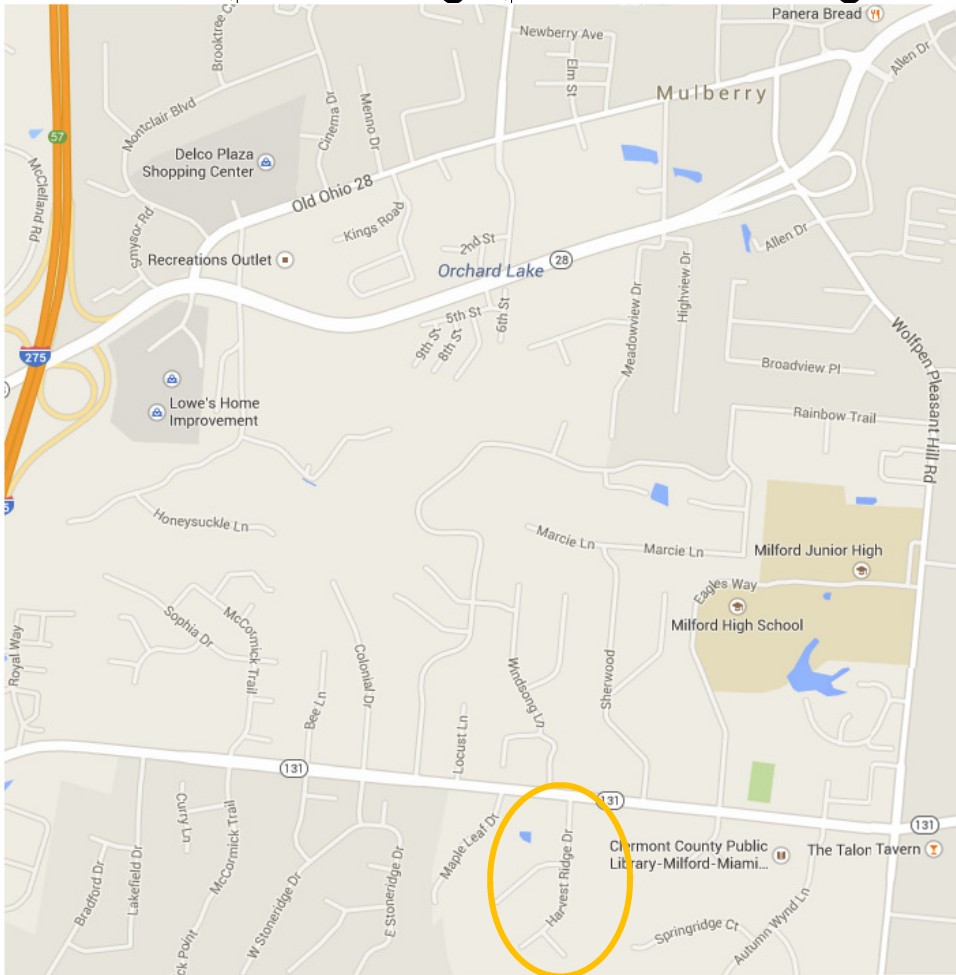 Panera Bread
Newberry Ave
Brooktree C
Elm St
Allen Dr
Mulberry
Montclair Blvd
Cinema Dr
Menno Dr
57
McClelland Rd
Delco Plaza
Shopping Center
Old Ohio 28
Smysor Rd
Kings Road
2nd St
Allen Dr
Recreations Outlet
Orchard Lake
28
Highview Dr
Meadowview Dr
5th St
6th St
9th St
8th St
275
Wolfpen Pleasant Hill Rd
Broadview Pl
Lowe's Home
Improvement
Rainbow Trail
5
Honeysuckle Ln
Marcie Ln
Marcie Ln
Milford Junior High
Eagles Way
Milford High School
Sophia Dr
McCormick Trail
Royal Way
Colonial Dr
Windsong Ln
Sherwood
Bee Ln
Locust Ln
131
131
131
Curry Ln
McCormick Trail
Maple Leaf Dr
Harvest Ridge Dr
Clermont County Public
Library-Milford-Miami...
The Talon Tavern
Bradford Dr
Lakefield Dr
W Stoneridge Dr
E Stoneridge Dr
Springridge Ct
Autumn Wynd Ln
ck Point